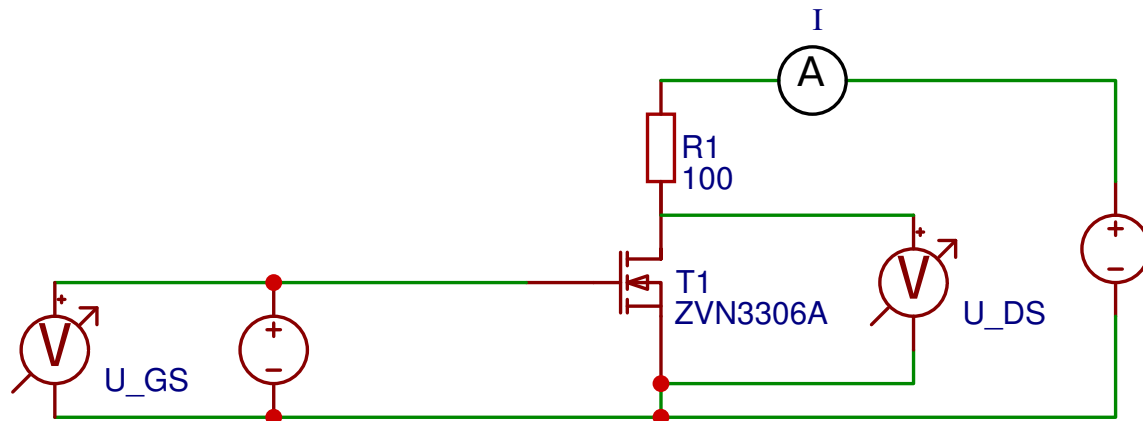 I
A
R1
100
T1
ZVN3306A
+
V
U_DS
+
-
+
V
U_GS
+
-